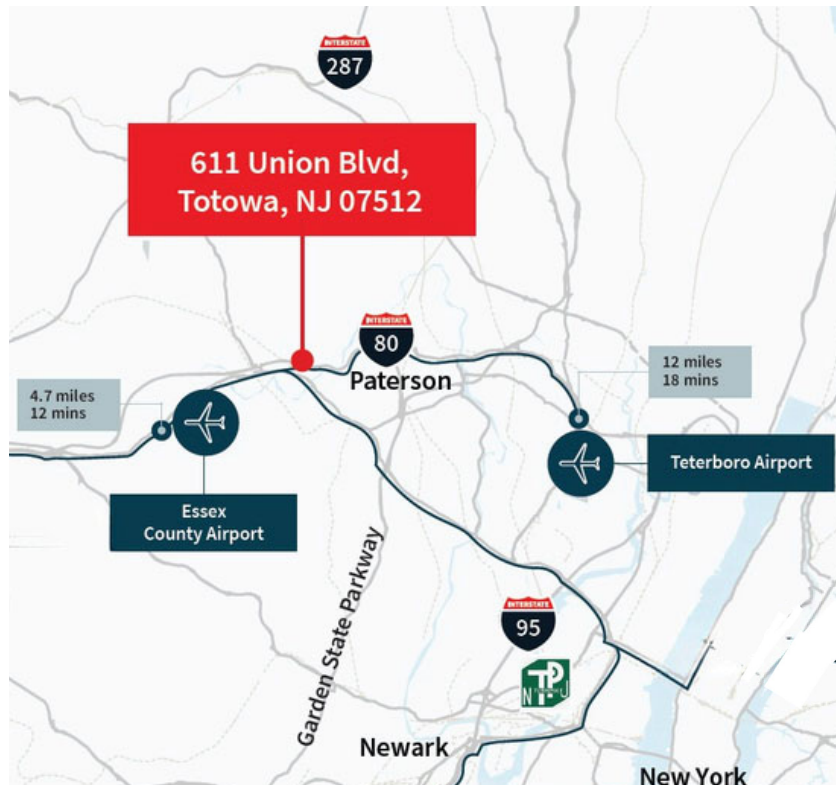 INTERSTATE
287
611 Union Blvd,
Totowa, NJ 07512
INTERSTATE
80
Paterson
12 miles
18 mins
4.7 miles
12 mins
Teterboro Airport
Essex
County Airport
Garden State Parkway
INTERSTATE
95
N TP J
Newark
New York